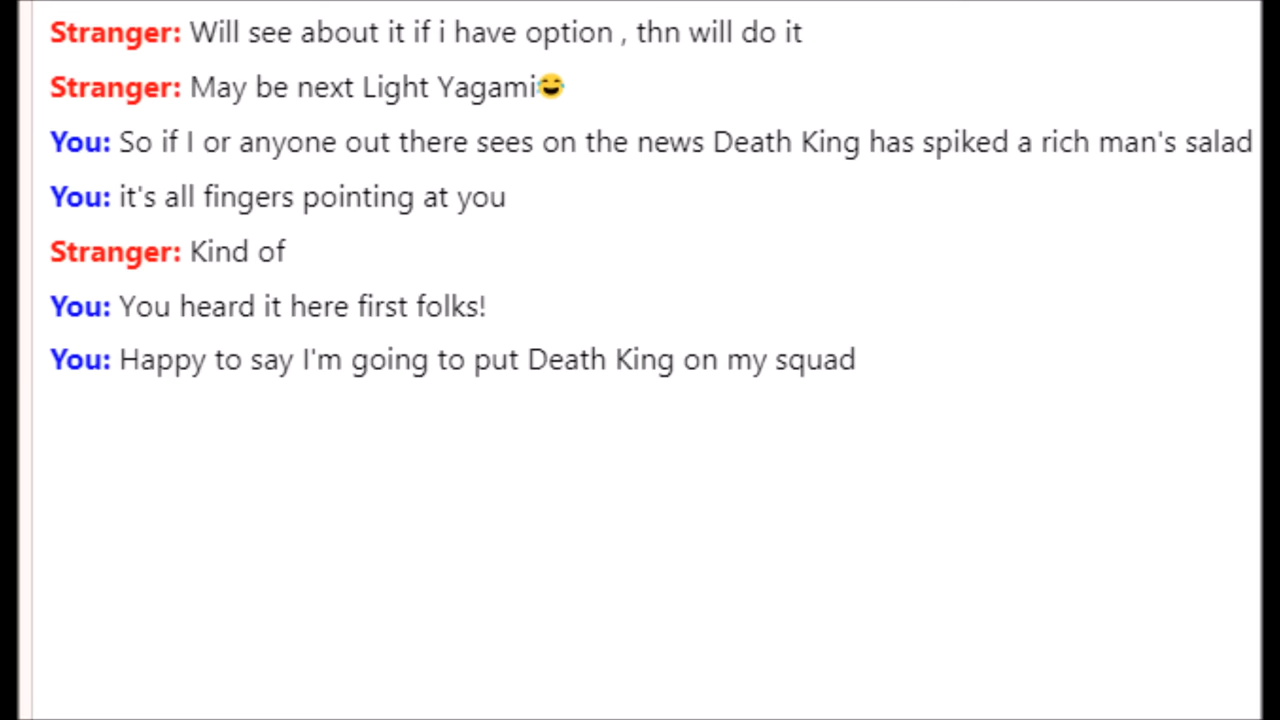 Stranger: Will see about it if i have option , thn will do it
Stranger: May be next Light Yagami😂
You: So if I or anyone out there sees on the news Death King has spiked a rich man's salad
You: it's all fingers pointing at you
Stranger: Kind of
You: You heard it here first folks!
You: Happy to say I'm going to put Death King on my squad